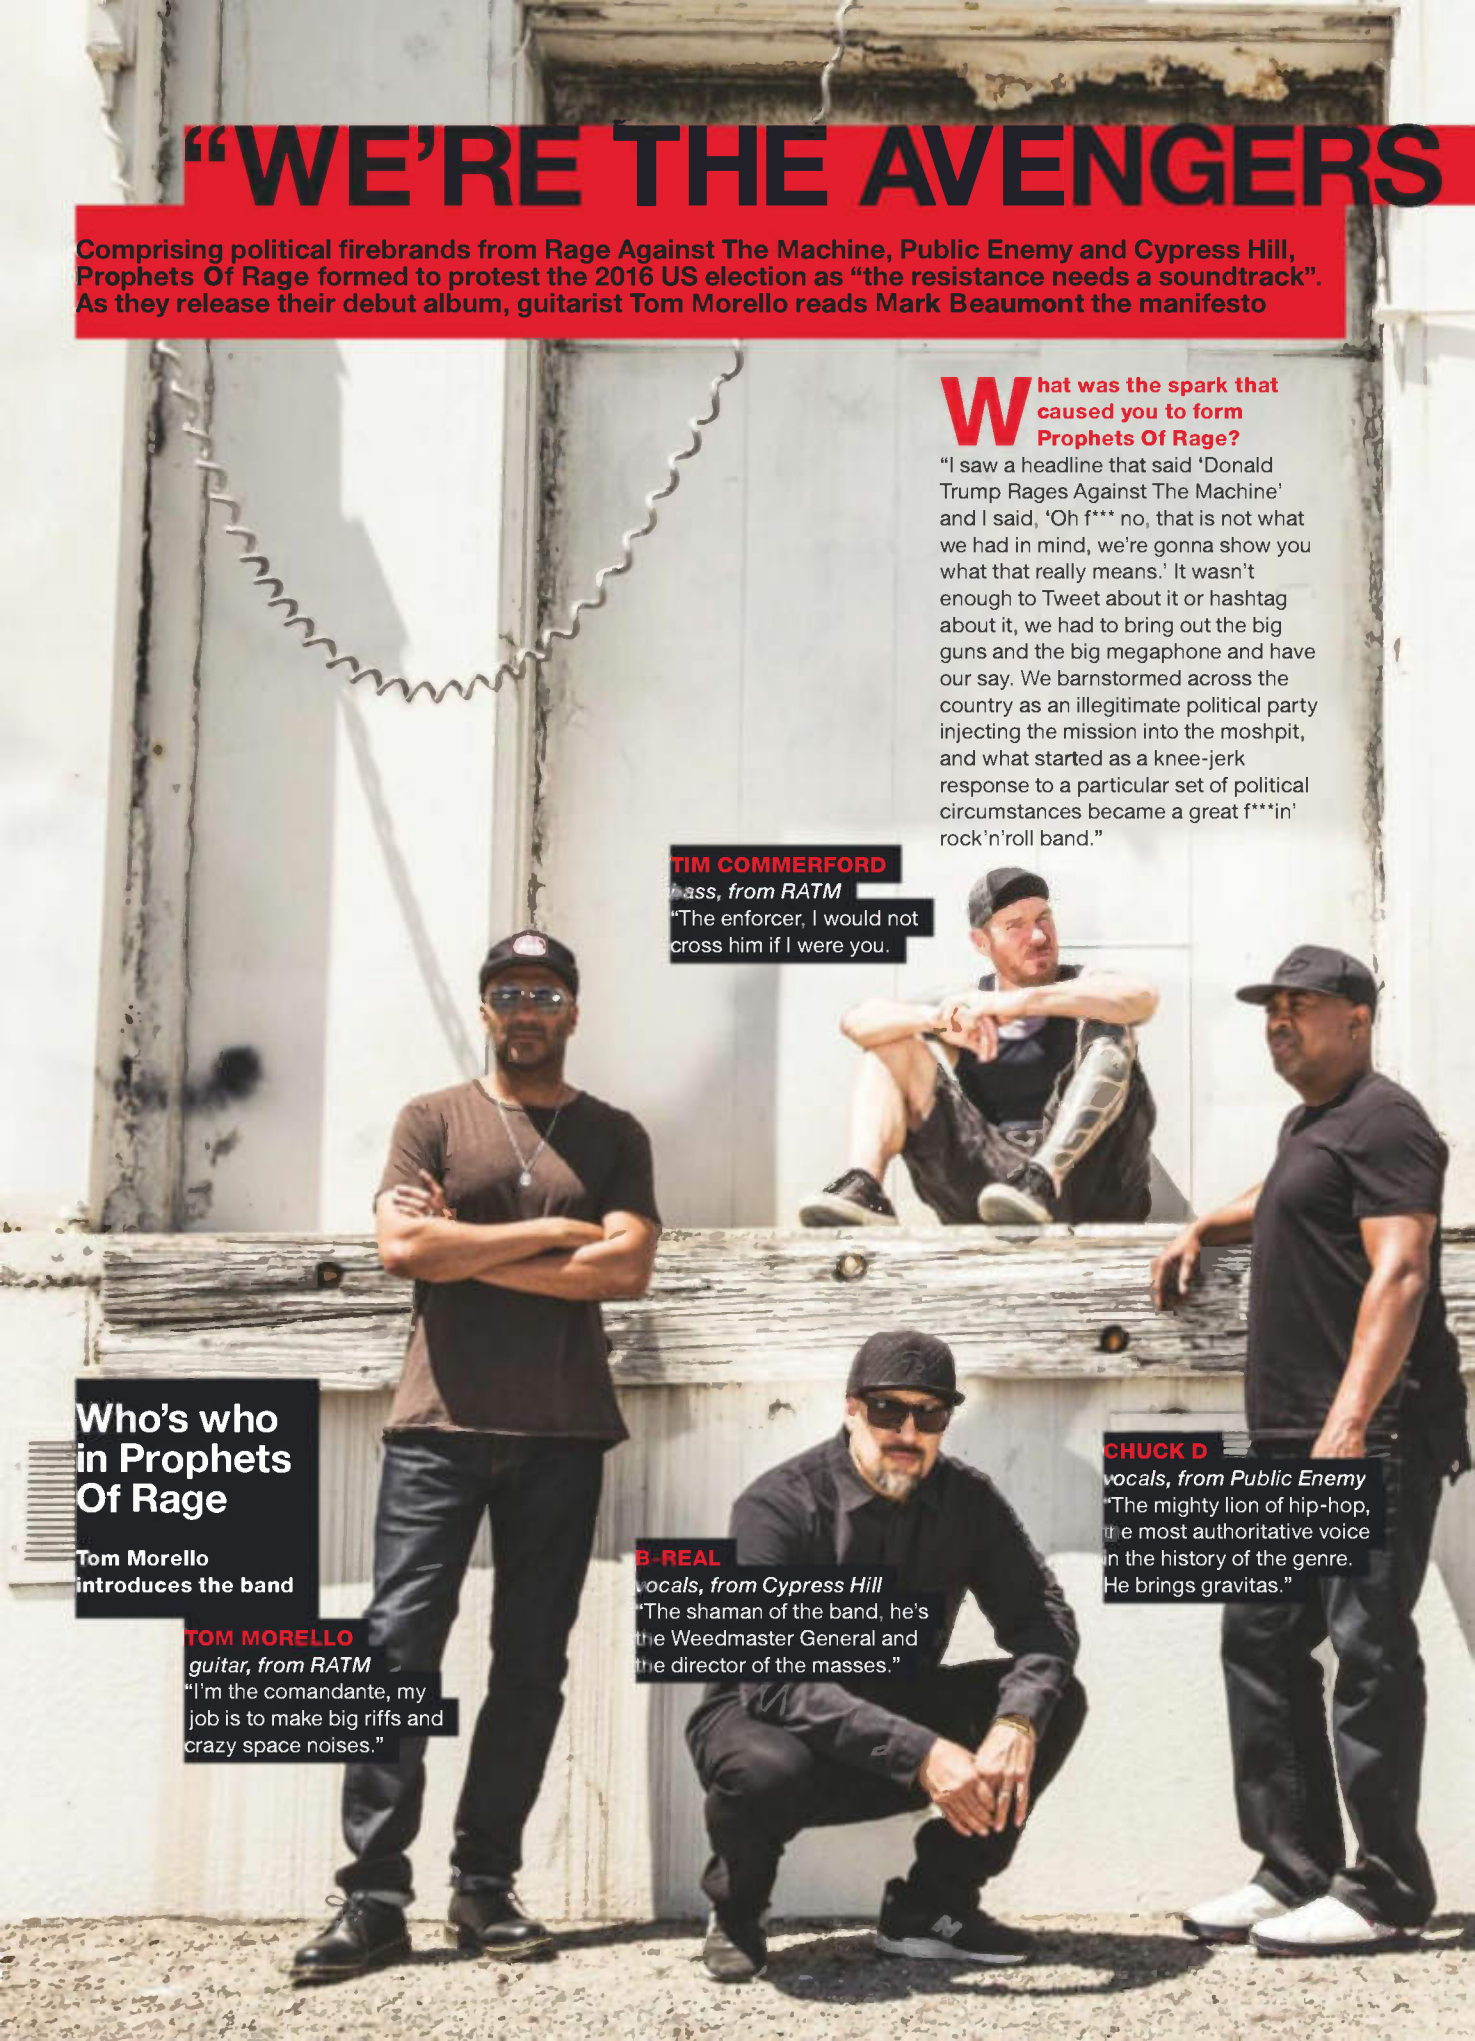 “WE’RE THE AVENGERS
Comprising political firebrands from Rage Against The Machine, Public Enemy and Cypress Hill,
Prophets Of Rage formed to protest the 2016 US election as “the resistance needs a soundtrack”.
As they release their debut album, guitarist Tom Morello reads Mark Beaumont the manifesto
What was the spark that
caused you to form
Prophets Of Rage?
“I saw a headline that said ‘Donald
Trump Rages Against The Machine’
and I said, ‘Oh f*** no, that is not what
we had in mind, we’re gonna show you
what that really means.’ It wasn’t
enough to Tweet about it or hashtag
about it, we had to bring out the big
guns and the big megaphone and have
our say. We barnstormed across the
country as an illegitimate political party
injecting the mission into the moshpit,
and what started as a knee-jerk
response to a particular set of political
circumstances became a great f***in’
rock’n’roll band.”
TIM COMMERFORD
bass, from RATM
“The enforcer, I would not
cross him if I were you.
Who’s who
in Prophets
Of Rage
Tom Morello
introduces the band
TOM MORELLO
guitar, from RATM
“I’m the comandante, my
job is to make big riffs and
crazy space noises.”
B-REAL
vocals, from Cypress Hill
“The shaman of the band, he’s
the Weedmaster General and
the director of the masses.”
CHUCK D
vocals, from Public Enemy
“The mighty lion of hip-hop,
the most authoritative voice
in the history of the genre.
He brings gravitas.”